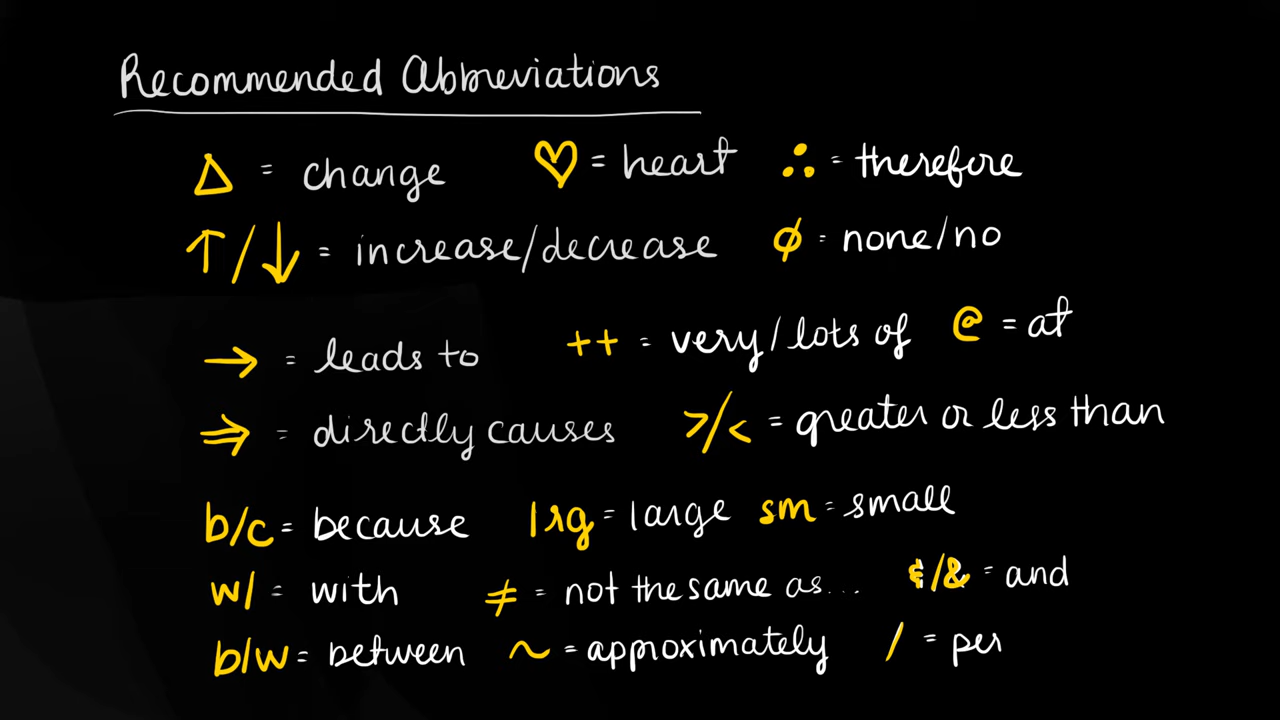 Recommended Abbreviations
Δ = change ♡ = heart ∴ = therefore
↑/↓ = increase/decrease ϕ = none/no
→ = leads to ++ = very/lots of @ = at
⇒ = directly causes >/< = greater or less than
b/c = because lrg = large sm = small
w/ = with ≠ = not the same as... ¢/& = and
b/w = between ~ = approximately / = per